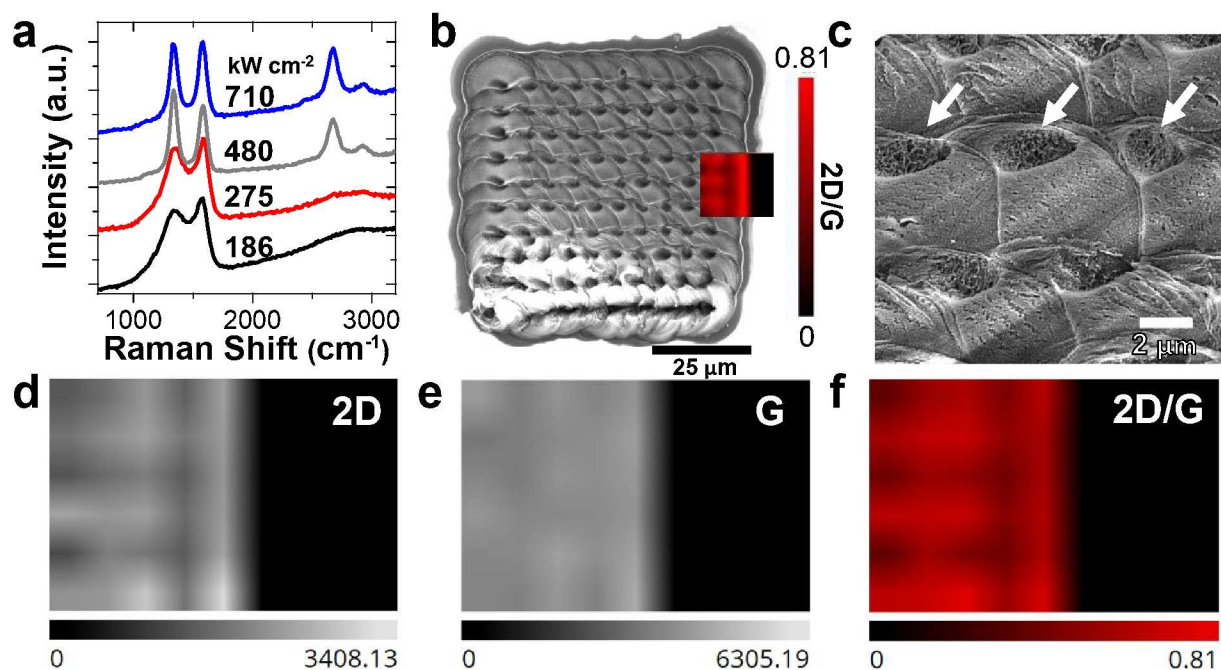 a
Intensity (a.u.)
kW cm-2
710
480
275
186
1000
2000
3000
Raman Shift (cm-1)
b
0.81
2D/G
0
25 μm
c
2 μm
d
2D
0
3408.13
e
G
0
6305.19
f
2D/G
0
0.81